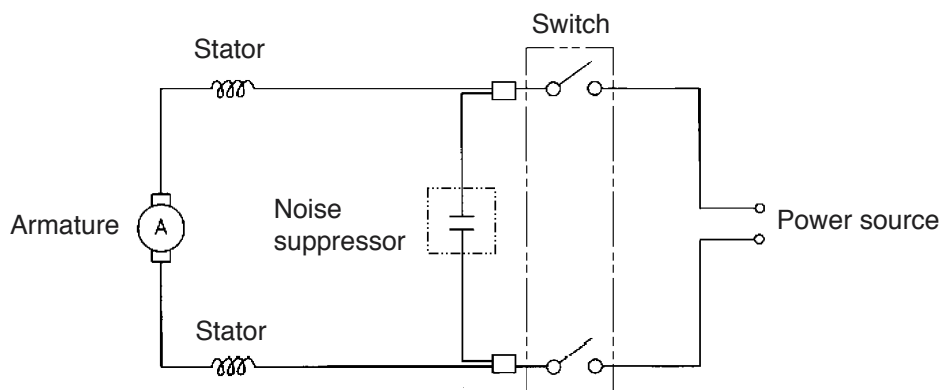 Switch
Stator
Armature
A
Noise
suppressor
Power source
Stator